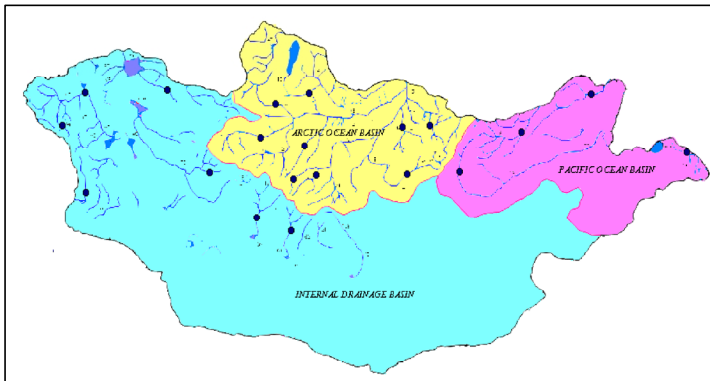 ARCTIC OCEAN BASIN
PACIFIC OCEAN BASIN
INTERNAL DRAINAGE BASIN